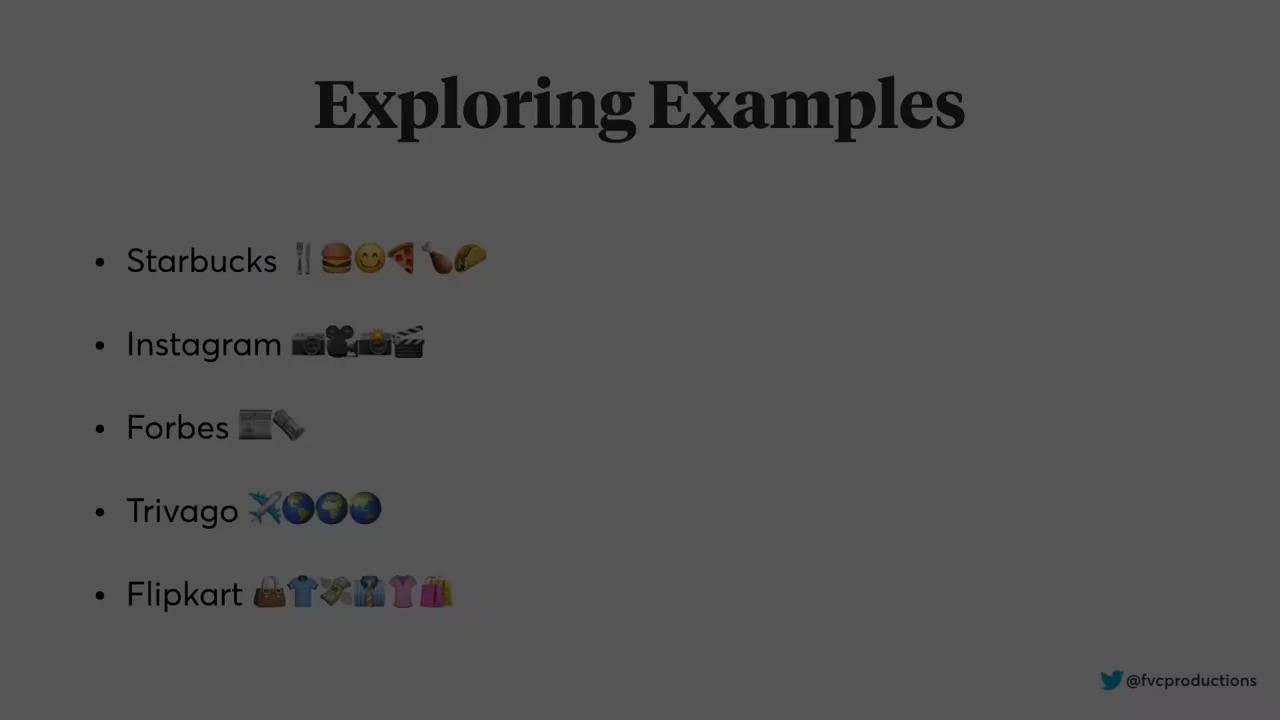 Exploring Examples
• Starbucks 🍴🍔😋🍕🍗🌮
• Instagram 📷🎥📸🎬
• Forbes 📰🗞
• Trivago ✈️🌎🌍🌏
• Flipkart 👜👕💸👔👚🛍
@fvcproductions